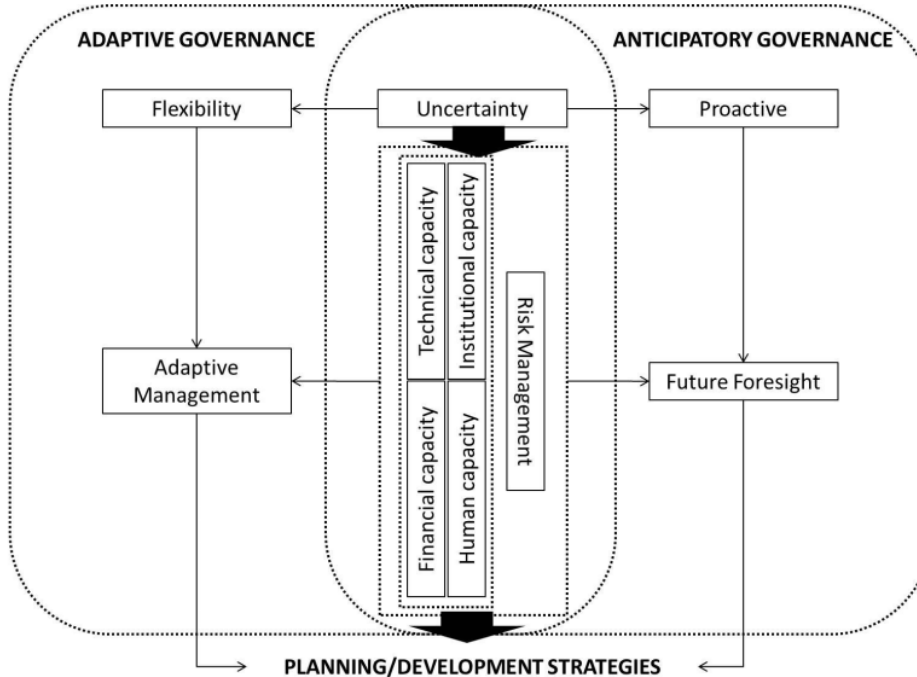 ADAPTIVE GOVERNANCE
ANTICIPATORY GOVERNANCE
Flexibility
Uncertainty
Proactive
Technical capacity
Institutional capacity
Risk Management
Adaptive
Management
Future Foresight
Financial capacity
Human capacity
PLANNING/DEVELOPMENT STRATEGIES